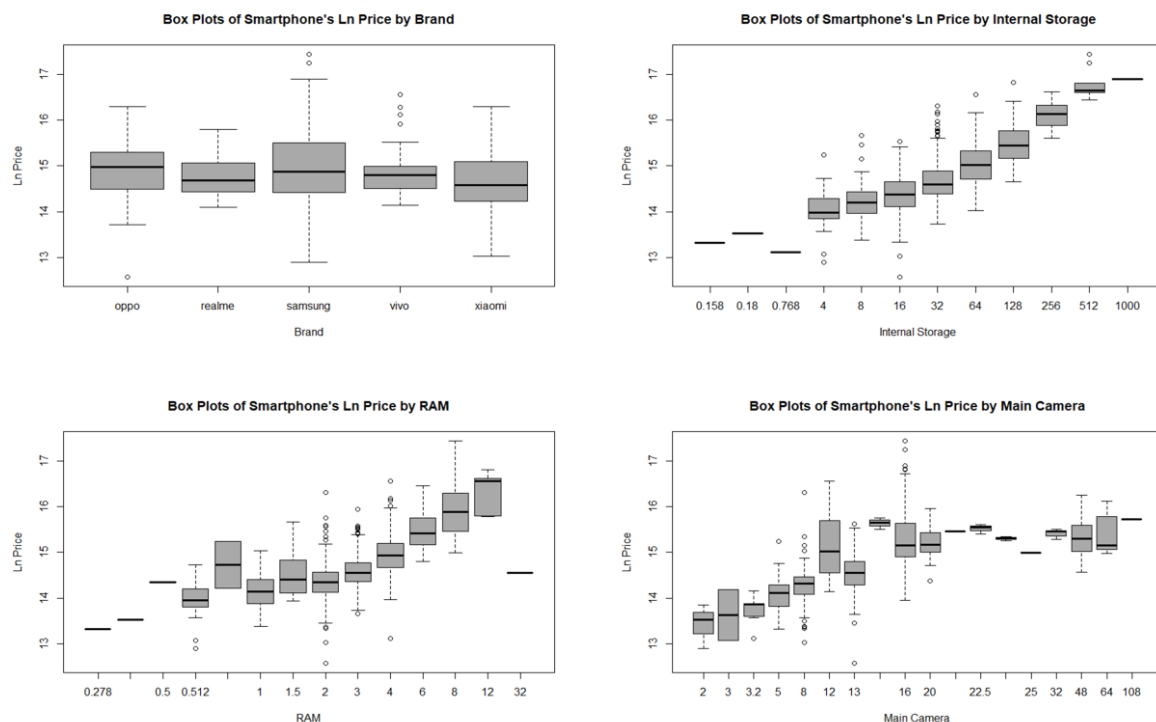 Box Plots of Smartphone's Ln Price by Brand
Ln Price
17
16
15
14
13
oppo realme samsung vivo xiaomi
Brand
Box Plots of Smartphone's Ln Price by Internal Storage
Ln Price
17
16
15
14
13
0.158 0.18 0.768 4 8 16 32 64 128 256 512 1000
Internal Storage
Box Plots of Smartphone's Ln Price by RAM
Ln Price
17
16
15
14
13
0.278 0.5 0.512 1 1.5 2 3 4 6 8 12 32
RAM
Box Plots of Smartphone's Ln Price by Main Camera
Ln Price
17
16
15
14
13
2 3 3.2 5 8 12 13 16 20 22.5 25 32 48 64 108
Main Camera